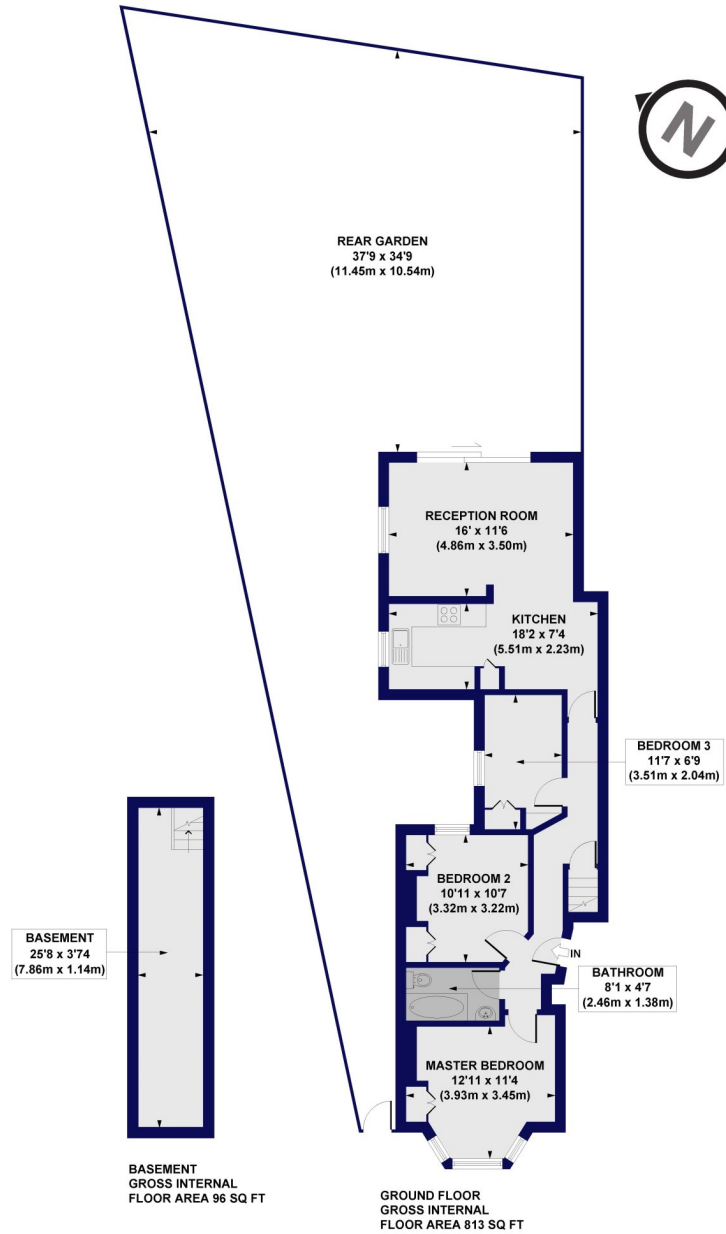 N
REAR GARDEN
37'9 x 34'9
(11.45m x 10.54m)
RECEPTION ROOM
16' x 11'6
(4.86m x 3.50m)
KITCHEN
18'2 x 7'4
(5.51m x 2.23m)
BEDROOM 3
11'7 x 6'9
(3.51m x 2.04m)
BEDROOM 2
10'11 x 10'7
(3.32m x 3.22m)
IN
BASEMENT
25'8 x 3'74
(7.86m x 1.14m)
BATHROOM
8'1 x 4'7
(2.46m x 1.38m)
MASTER BEDROOM
12'11 x 11'4
(3.93m x 3.45m)
BASEMENT
GROSS INTERNAL
FLOOR AREA 96 SQ FT
GROUND FLOOR
GROSS INTERNAL
FLOOR AREA 813 SQ FT